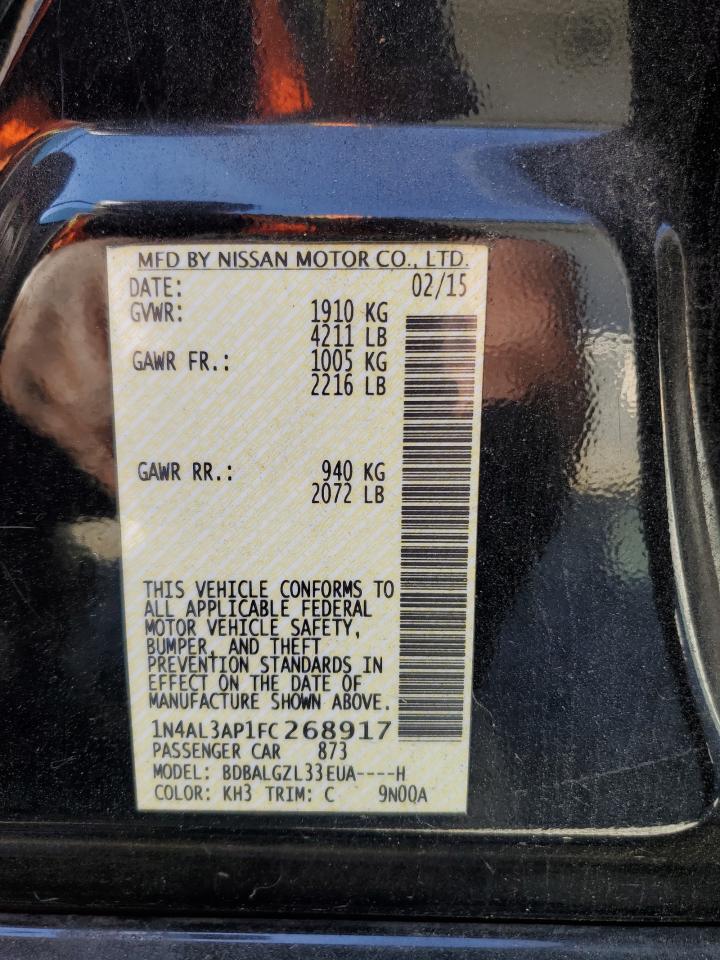 MFD BY NISSAN MOTOR CO., LTD.
DATE: 02/15
GVWR: 1910 KG
4211 LB
GAWR FR.: 1005 KG
2216 LB
GAWR RR.: 940 KG
2072 LB
THIS VEHICLE CONFORMS TO
ALL APPLICABLE FEDERAL
MOTOR VEHICLE SAFETY,
BUMPER, AND THEFT
PREVENTION STANDARDS IN
EFFECT ON THE DATE OF
MANUFACTURE SHOWN ABOVE.
1N4AL3AP1FC268917
PASSENGER CAR 873
MODEL: BDBALGZL33EUA----H
COLOR: KH3 TRIM: C 9N00A